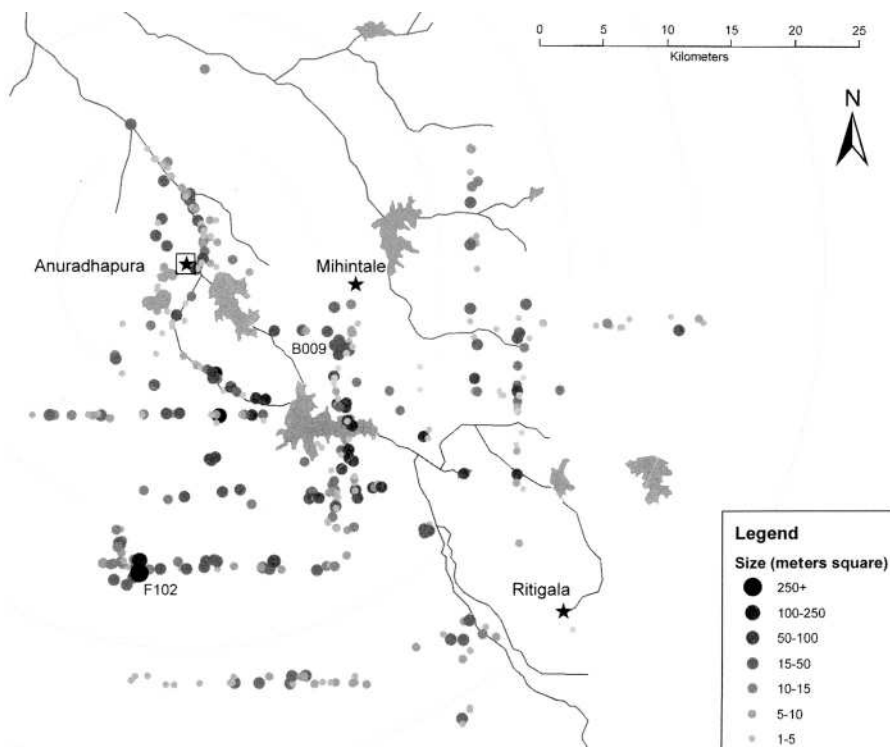 0 5 10 15 20 25
Kilometers
N
Anuradhapura
Mihintale
B009
F102
Ritigala
Legend
Size (meters square)
250+
100-250
50-100
15-50
10-15
5-10
1-5